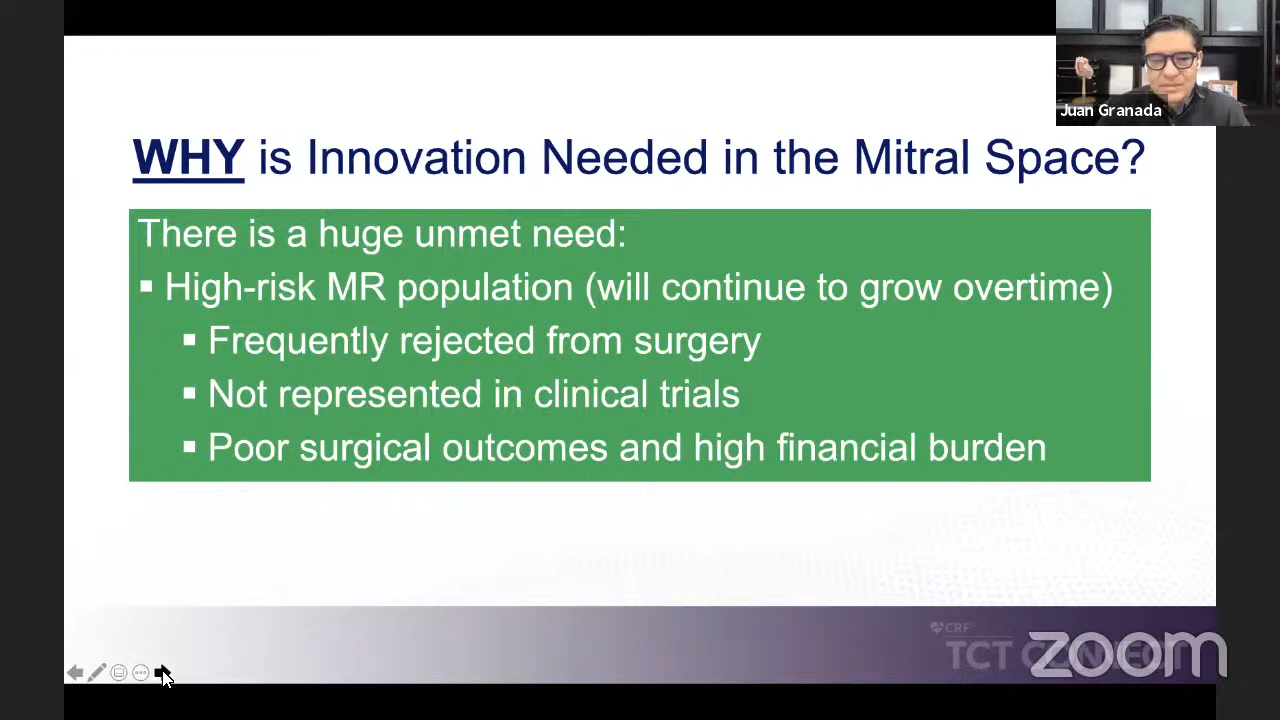 Juan Granada
WHY is Innovation Needed in the Mitral Space?
There is a huge unmet need:
▪ High-risk MR population (will continue to grow overtime)
▪ Frequently rejected from surgery
▪ Not represented in clinical trials
▪ Poor surgical outcomes and high financial burden
CRF
TCT CONNECT
zoom